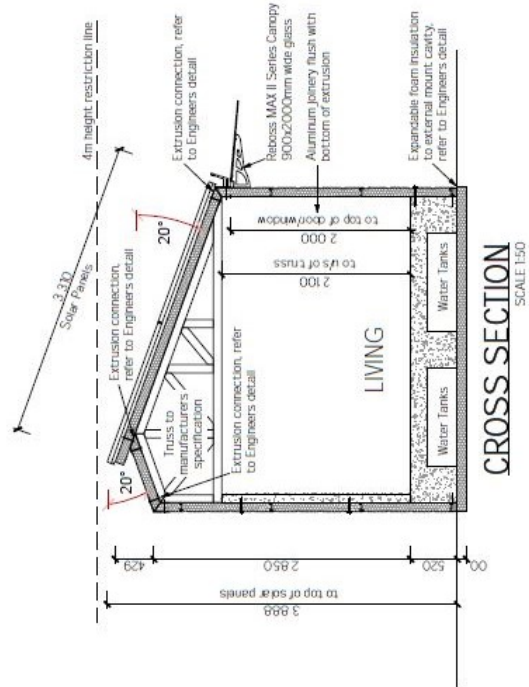 4m height restriction line
3,310
Solar Panels
Extrusion connection,
refer to Engineers detail
20°
20°
Extrusion connection, refer
to Engineers detail
Reboss MAX II Series Canopy
900x2000mm wide glass
Aluminum joinery flush with
bottom of extrusion
Expandable foam insulation
to external mount cavity,
refer to Engineers detail
Truss to
manufacturers
specification
Extrusion connection, refer
to Engineers detail
2 100
to u/s of truss
2 000
to top of door/window
LIVING
Water Tanks
Water Tanks
429
2 850
520
00
3 888
to top of solar panels
CROSS SECTION
SCALE 1:50